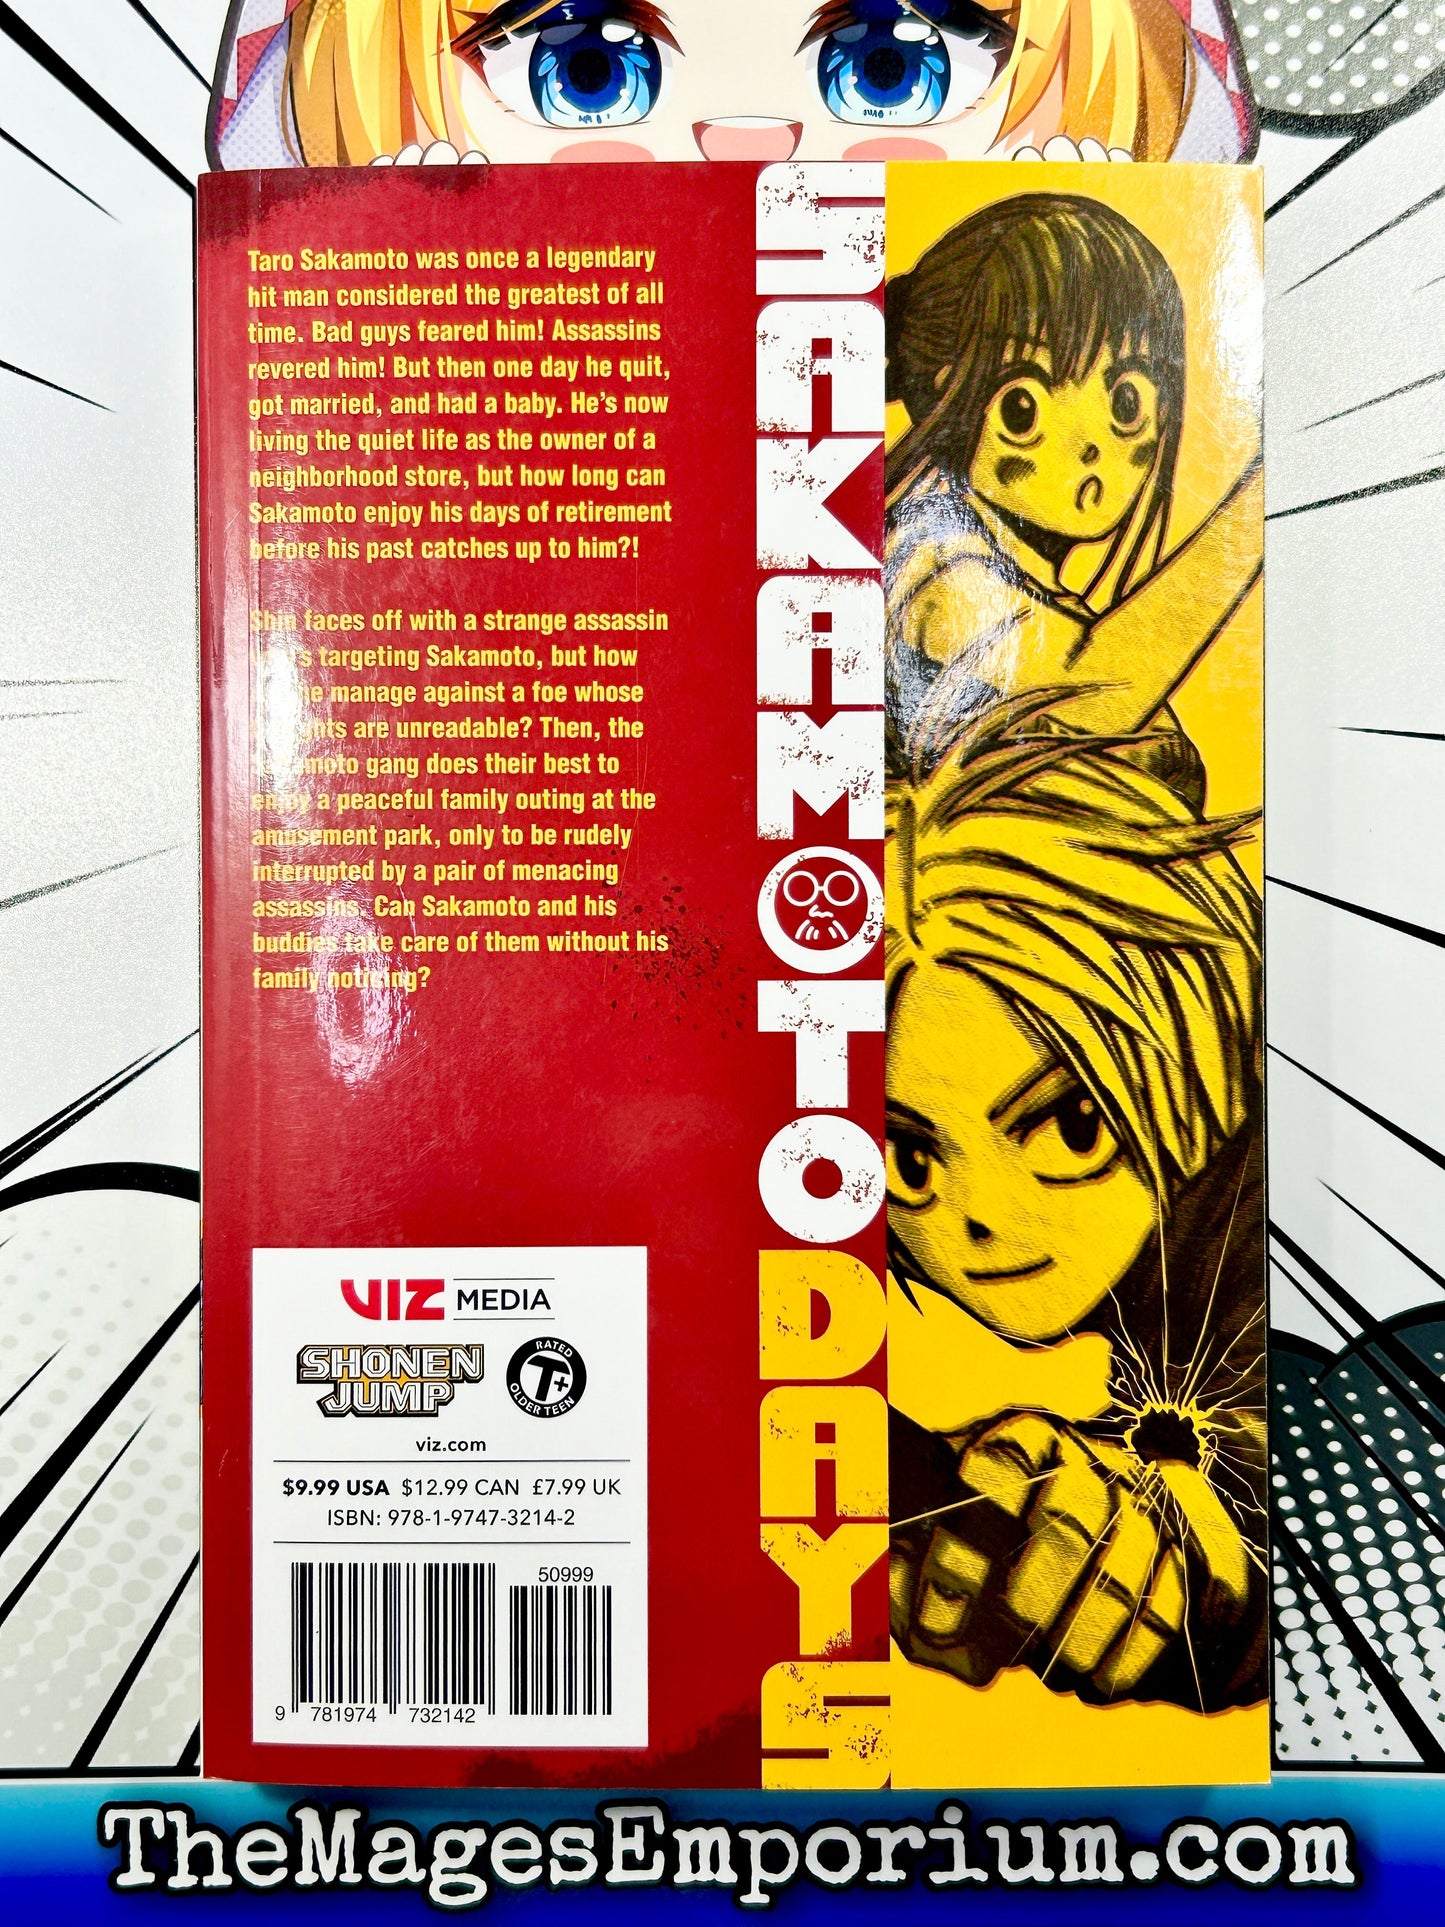 Taro Sakamoto was once a legendary
hit man considered the greatest of all
time. Bad guys feared him! Assassins
revered him! But then one day he quit,
got married, and had a baby. He's now
living the quiet life as the owner of a
neighborhood store, but how long can
Sakamoto enjoy his days of retirement
before his past catches up to him?!
Shin faces off with a strange assassin
targeting Sakamoto, but how
manage against a foe whose
are unreadable? Then, the
gang does their best to
enjoy a peaceful family outing at the
amusement park, only to be rudely
interrupted by a pair of menacing
assassins. Can Sakamoto and his
buddies take care of them without his
family noticing?
SAKAMOTO DAYS
VIZ MEDIA
SHONEN
JUMP
RATED
T+
OLDER TEEN
viz.com
$9.99 USA $12.99 CAN £7.99 UK
ISBN: 978-1-9747-3214-2
50999
9 781974 732142
TheMagesEmporium.com